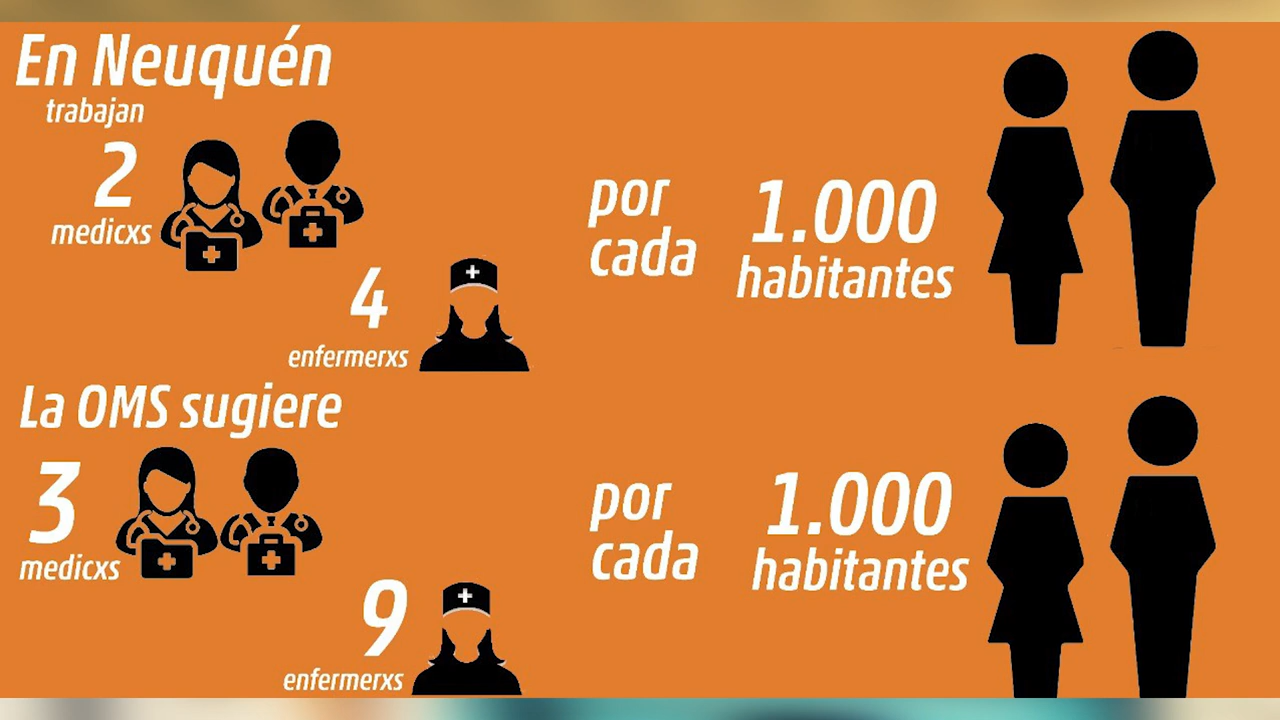 En Neuquén
trabajan
2
medicxs
4
enfermerxs
por
cada
1.000
habitantes
La OMS sugiere
3
medicxs
9
enfermerxs
por
cada
1.000
habitantes